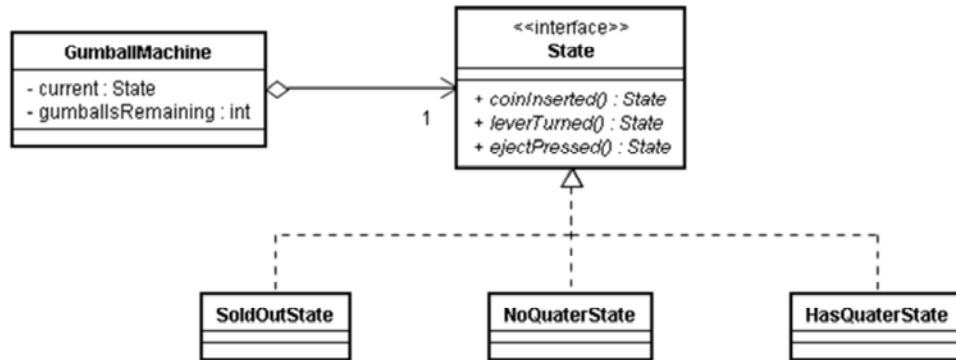 GumballMachine
- current : State
- gumballsRemaining : int
1
<<interface>>
State
+ coinInserted() : State
+ leverTurned() : State
+ ejectPressed() : State
SoldOutState
NoQuaterState
HasQuaterState